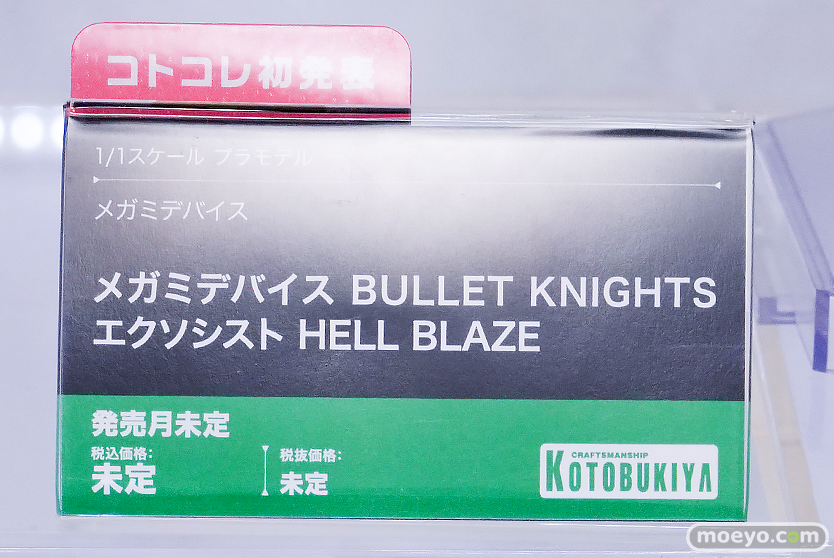 コトコレ初発表
1/1スケール プラモデル
メガミデバイス
メガミデバイス BULLET KNIGHTS
エクソシスト HELL BLAZE
発売月未定
税込価格:
未定
税抜価格:
未定
CRAFTSMANSHIP
KOTOBUKIYA
moeyo.com